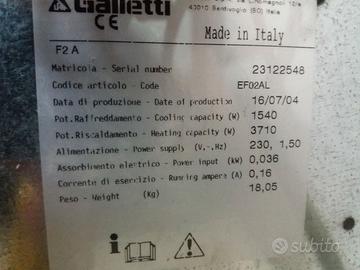 Galletti
40010 Bentivoglio (BO) Italia
CE
Made in Italy
F2 A
Matricola - Serial number 23122548
Codice articolo - Code EF02AL
Data di produzione - Date of production 16/07/04
Pot.Raffreddamento - Cooling capacity (W) 1540
Pot.Riscaldamento - Heating capacity (W) 3710
Alimentazione - Power supply (V,-,Hz) 230, 1,50
Assorbimento elettrico - Power input (kW) 0,036
Corrente di esercizio - Running ampere (A) 0,16
Peso - Weight (Kg) 18,05
subito